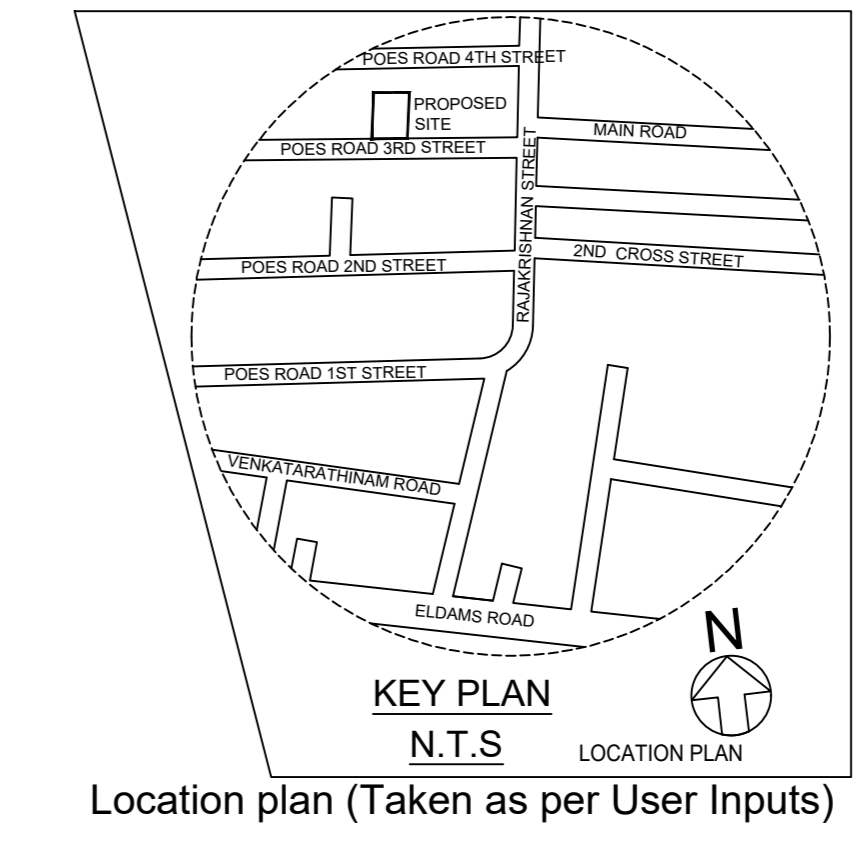 POES ROAD 4TH STREET
PROPOSED
SITE
MAIN ROAD
POES ROAD 3RD STREET
RAJAKRISHNAN STREET
2ND CROSS STREET
POES ROAD 2ND STREET
POES ROAD 1ST STREET
VENKATARATHINAM ROAD
ELDAMS ROAD
N
KEY PLAN
N.T.S
LOCATION PLAN
Location plan (Taken as per User Inputs)